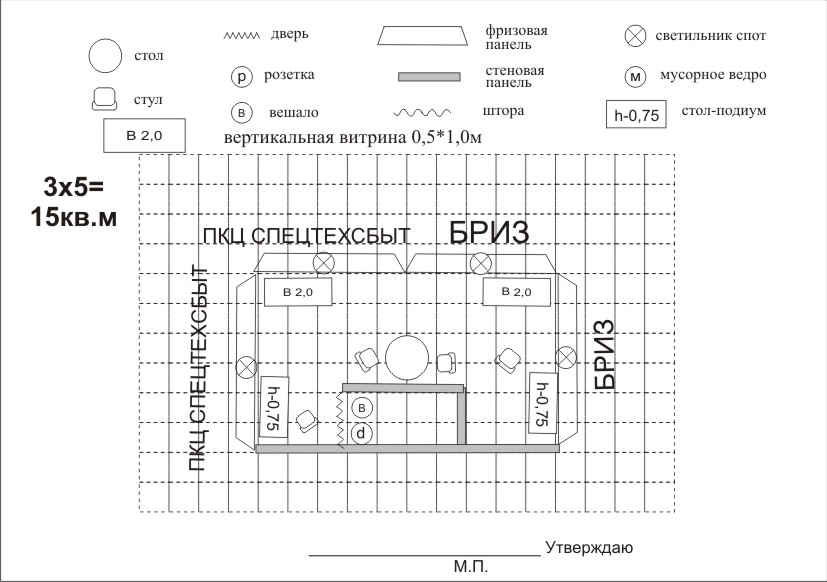 стол
стул
В 2,0
дверь
р розетка
в вешало
вертикальная витрина 0,5*1,0м
фризовая
панель
стеновая
панель
штора
светильник спот
м мусорное ведро
h-0,75 стол-подиум
3х5=
15кв.м
ПКЦ СПЕЦТЕХСБЫТ
БРИЗ
В 2,0
В 2,0
ПКЦ СПЕЦТЕХСБЫТ
БРИЗ
h-0,75
h-0,75
в
р
Утверждаю
М.П.